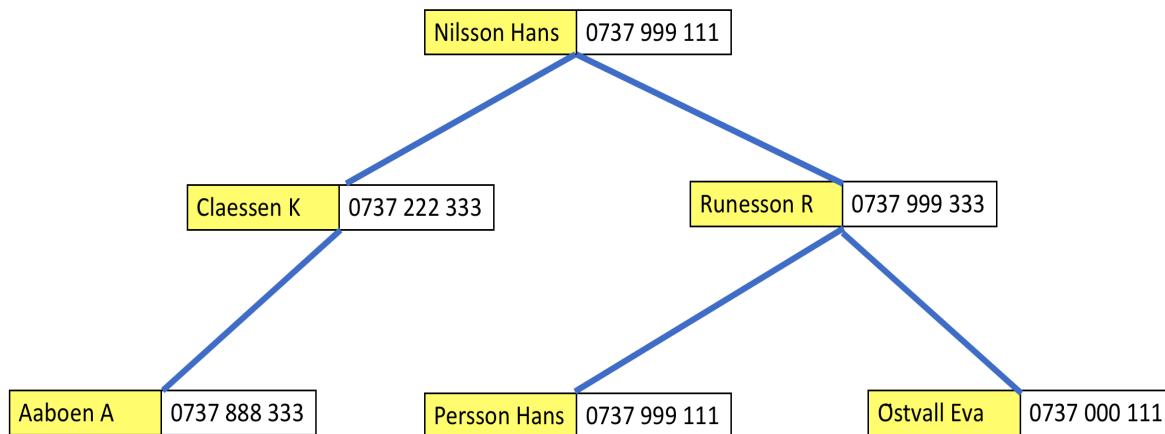 Nilsson Hans 0737 999 111
Claessen K 0737 222 333
Runesson R 0737 999 333
Aaboen A 0737 888 333
Persson Hans 0737 999 111
Östvall Eva 0737 000 111